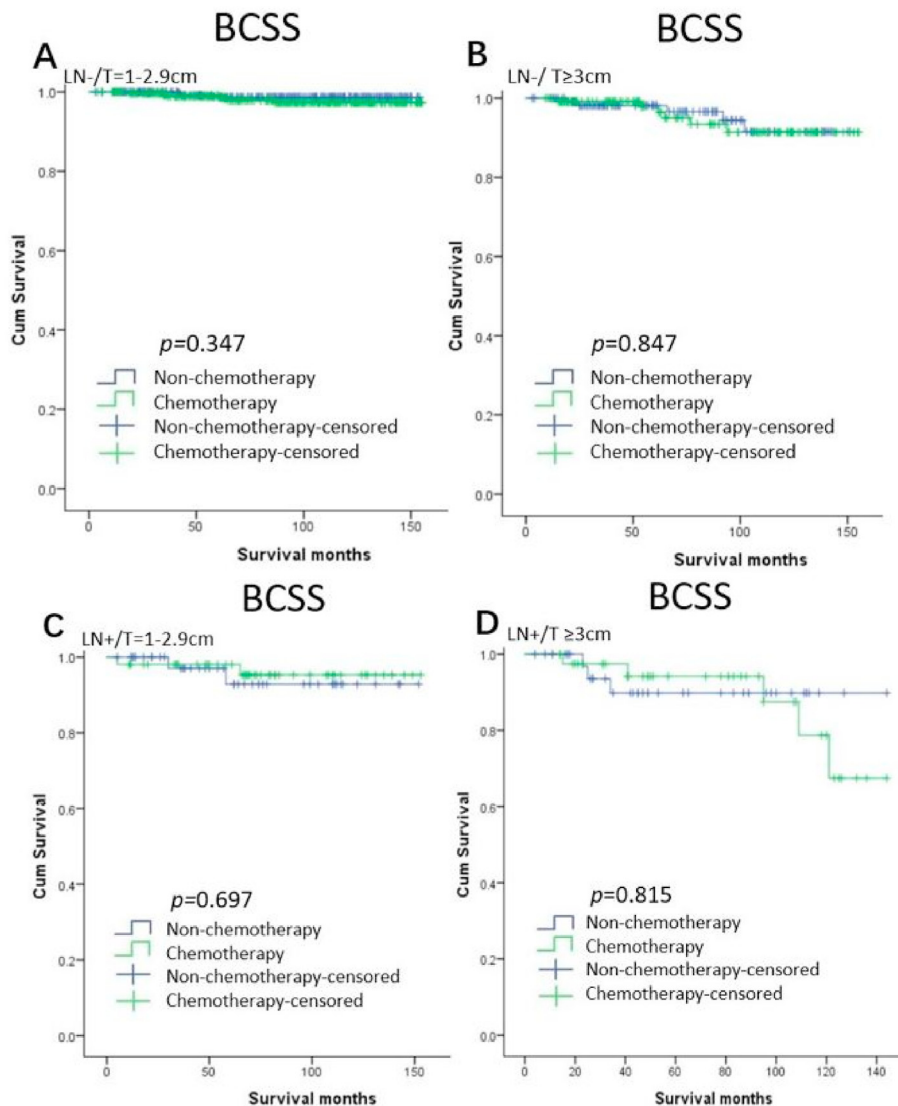 BCSS
A
LN-/T=1-2.9cm
1.0
0.8
0.6
0.4
0.2
0.0
Cum Survival
p=0.347
Non-chemotherapy
Chemotherapy
Non-chemotherapy-censored
Chemotherapy-censored
0 50 100 150
Survival months
BCSS
B
LN-/ T≥3cm
1.0
0.8
0.6
0.4
0.2
0.0
Cum Survival
p=0.847
Non-chemotherapy
Chemotherapy
Non-chemotherapy-censored
Chemotherapy-censored
0 50 100 150
Survival months
BCSS
C
LN+/T=1-2.9cm
1.0
0.8
0.6
0.4
0.2
0.0
Cum Survival
p=0.697
Non-chemotherapy
Chemotherapy
Non-chemotherapy-censored
Chemotherapy-censored
0 50 100 150
Survival months
BCSS
D
LN+/T ≥3cm
1.0
0.8
0.6
0.4
0.2
0.0
Cum Survival
p=0.815
Non-chemotherapy
Chemotherapy
Non-chemotherapy-censored
Chemotherapy-censored
0 20 40 60 80 100 120 140
Survival months